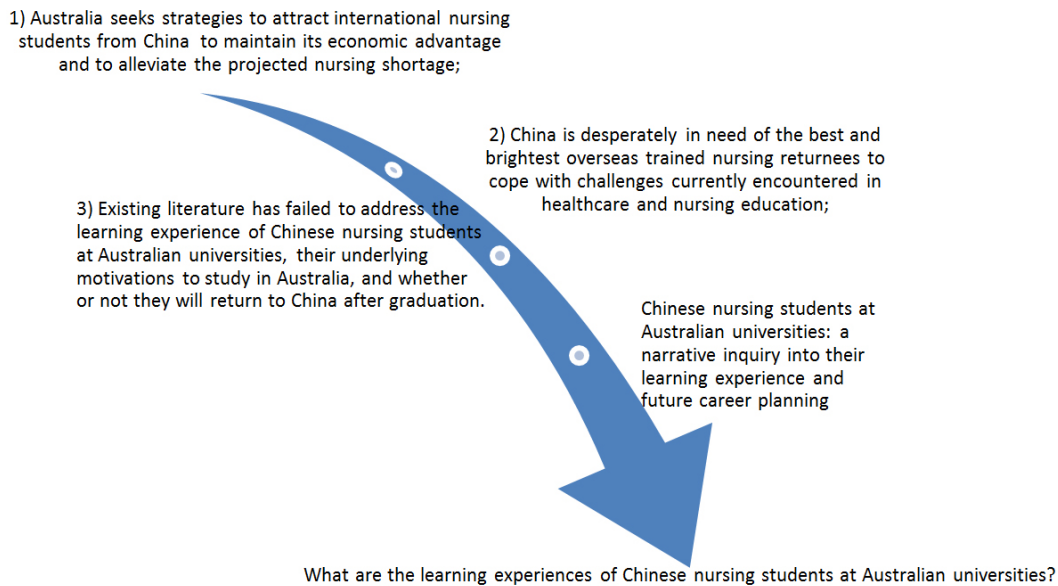 1) Australia seeks strategies to attract international nursing
students from China to maintain its economic advantage
and to alleviate the projected nursing shortage;
2) China is desperately in need of the best and
brightest overseas trained nursing returnees to
cope with challenges currently encountered in
healthcare and nursing education;
3) Existing literature has failed to address the
learning experience of Chinese nursing students
at Australian universities, their underlying
motivations to study in Australia, and whether
or not they will return to China after graduation.
Chinese nursing students at
Australian universities: a
narrative inquiry into their
learning experience and
future career planning
What are the learning experiences of Chinese nursing students at Australian universities?